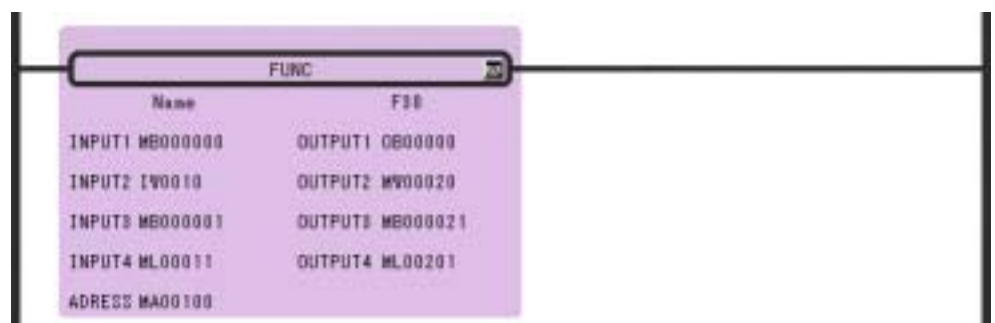 FUNC
Name
INPUT1 MB000000 OUTPUT1 OB00000
INPUT2 IW0010 OUTPUT2 MW00020
INPUT3 MB000001 OUTPUT3 MB000021
INPUT4 ML00011 OUTPUT4 ML00201
ADRESS MA00100